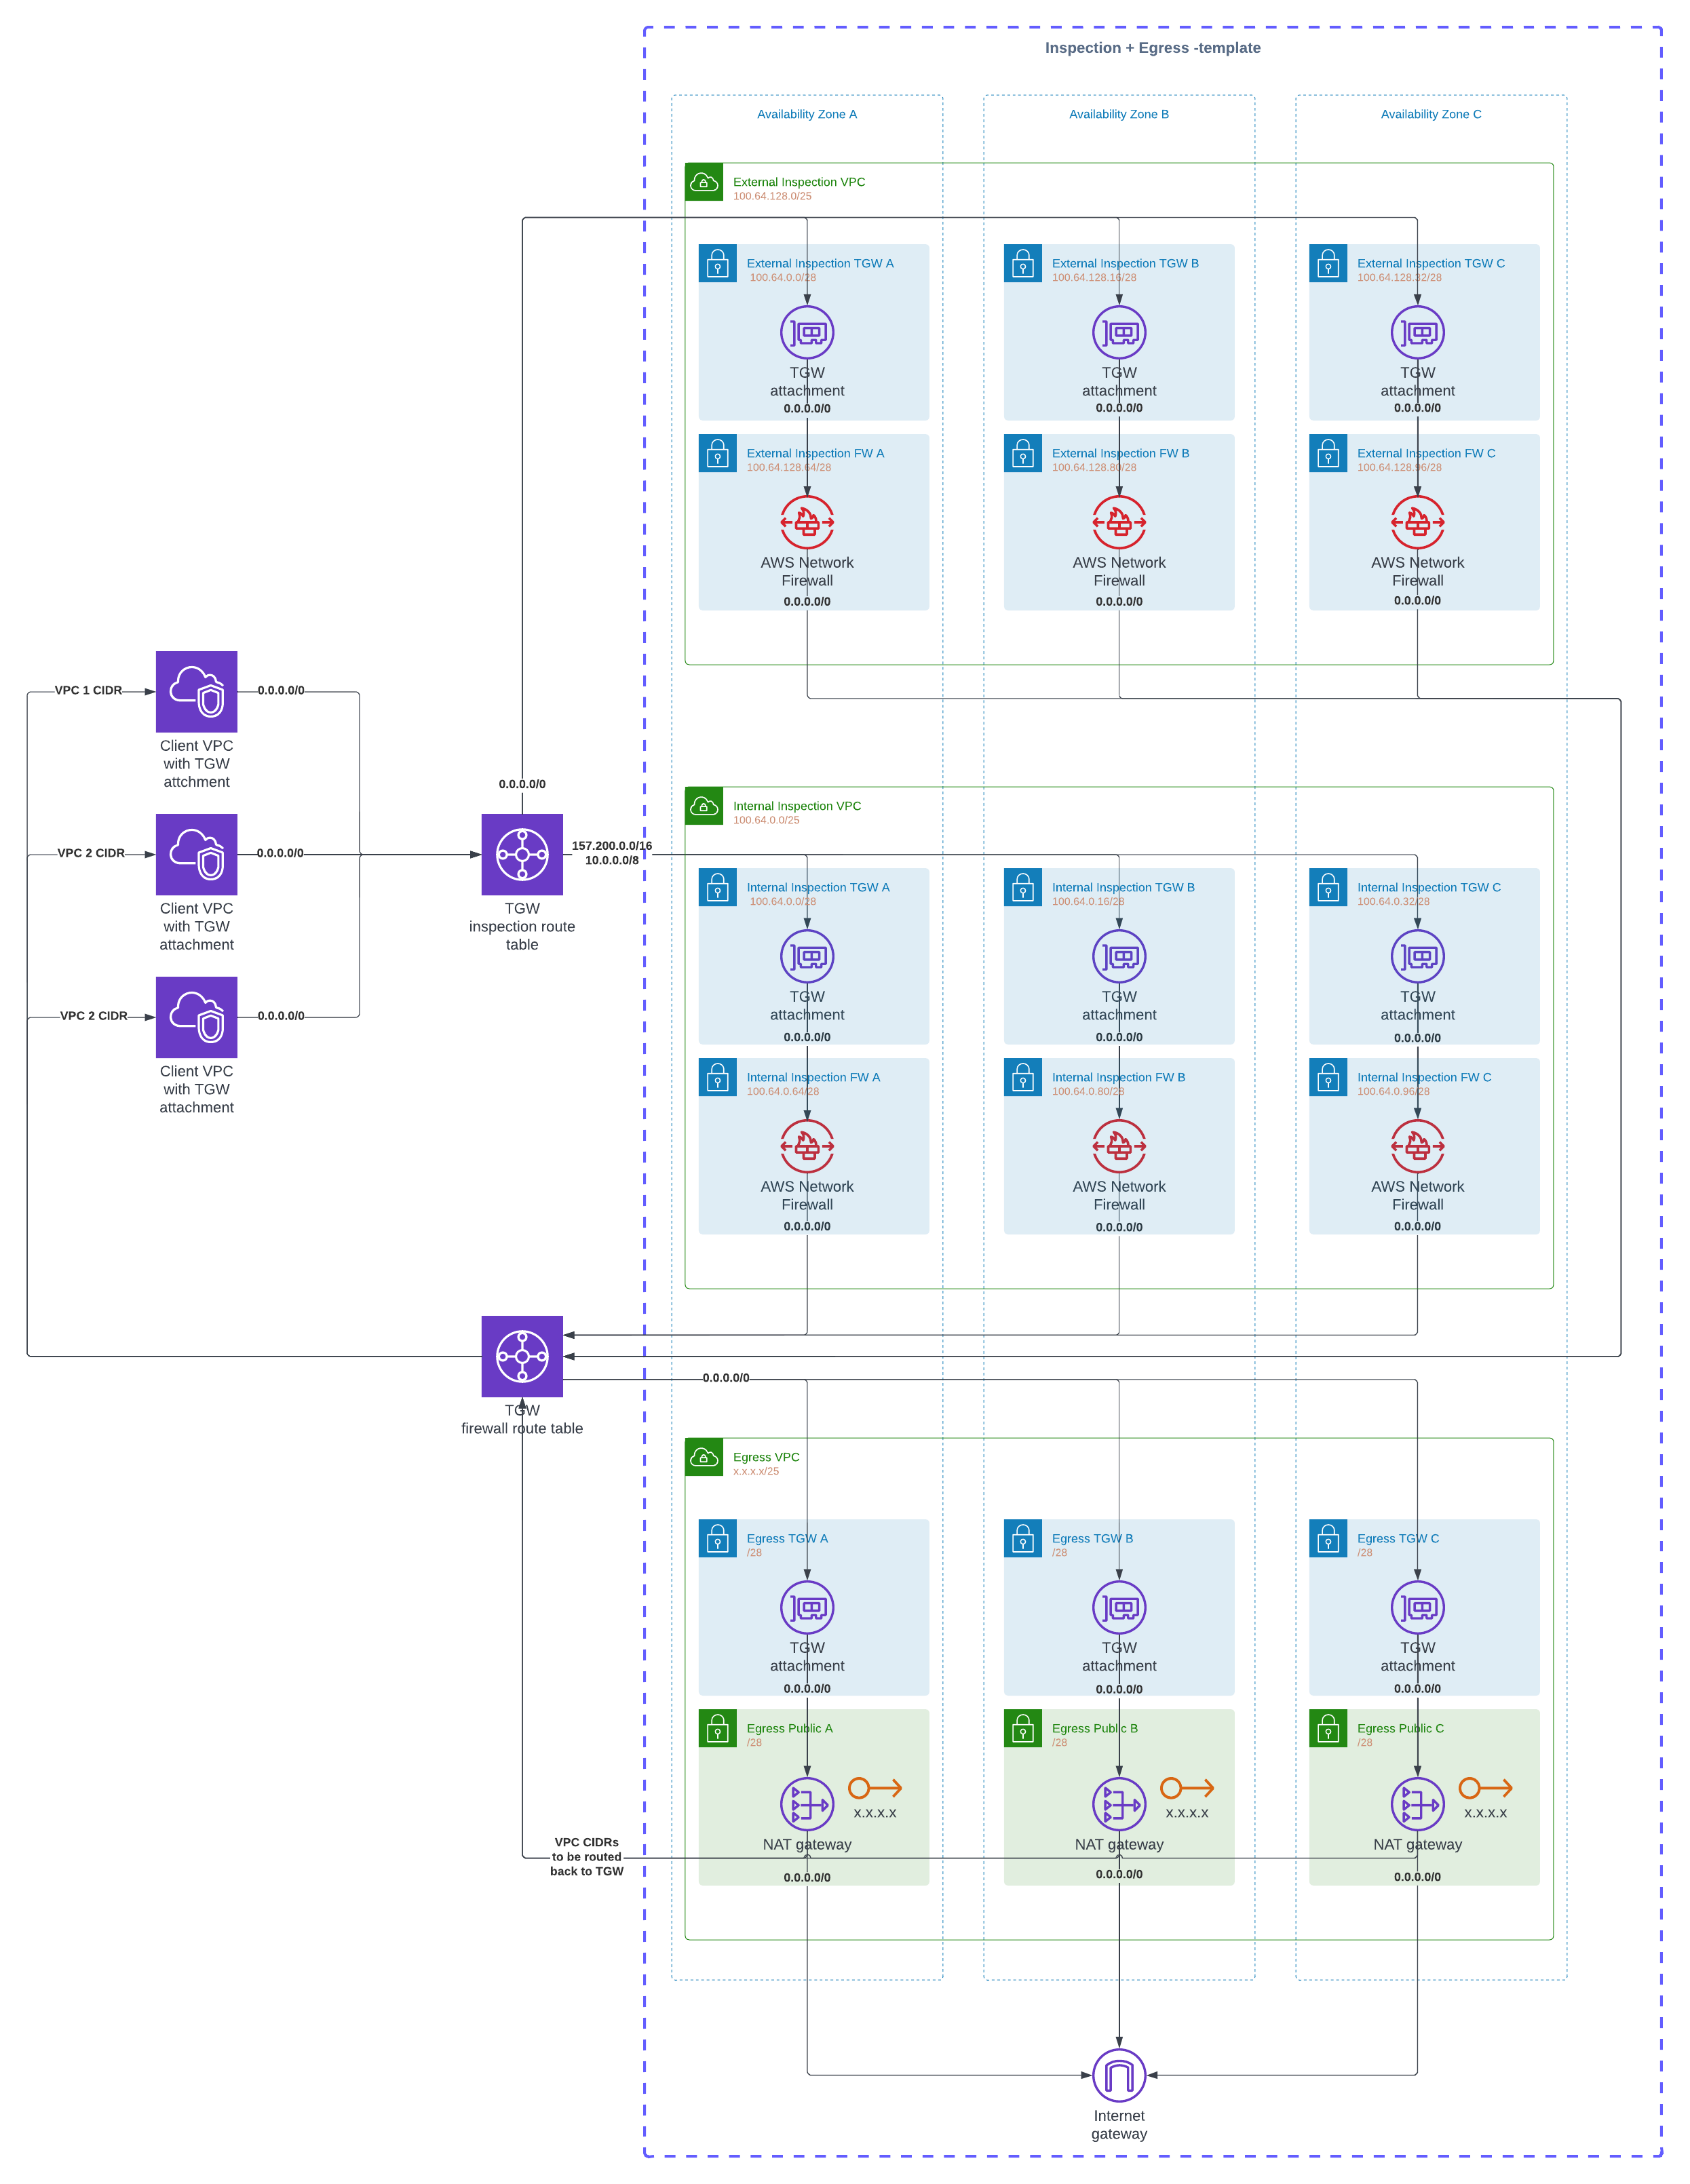 Inspection + Egress -template
Availability Zone A
Availability Zone B
Availability Zone C
External Inspection VPC
100.64.128.0/25
External Inspection TGW A
100.64.0.0/28
External Inspection TGW B
100.64.128.16/28
External Inspection TGW C
100.64.128.32/28
TGW
attachment
0.0.0.0/0
TGW
attachment
0.0.0.0/0
TGW
attachment
0.0.0.0/0
External Inspection FW A
100.64.128.64/28
External Inspection FW B
100.64.128.80/28
External Inspection FW C
100.64.128.96/28
AWS Network
Firewall
0.0.0.0/0
AWS Network
Firewall
0.0.0.0/0
AWS Network
Firewall
0.0.0.0/0
VPC 1 CIDR
0.0.0.0/0
Client VPC
with TGW
attchment
VPC 2 CIDR
0.0.0.0/0
Client VPC
with TGW
attachment
VPC 2 CIDR
0.0.0.0/0
Client VPC
with TGW
attachment
0.0.0.0/0
157.200.0.0/16
10.0.0.0/8
TGW
inspection route
table
Internal Inspection VPC
100.64.0.0/25
Internal Inspection TGW A
100.64.0.0/28
Internal Inspection TGW B
100.64.0.16/28
Internal Inspection TGW C
100.64.0.32/28
TGW
attachment
0.0.0.0/0
TGW
attachment
0.0.0.0/0
TGW
attachment
0.0.0.0/0
Internal Inspection FW A
100.64.0.64/28
Internal Inspection FW B
100.64.0.80/28
Internal Inspection FW C
100.64.0.96/28
AWS Network
Firewall
0.0.0.0/0
AWS Network
Firewall
0.0.0.0/0
AWS Network
Firewall
0.0.0.0/0
TGW
firewall route table
0.0.0.0/0
Egress VPC
x.x.x.x/25
Egress TGW A
/28
Egress TGW B
/28
Egress TGW C
/28
TGW
attachment
0.0.0.0/0
TGW
attachment
0.0.0.0/0
TGW
attachment
0.0.0.0/0
Egress Public A
/28
Egress Public B
/28
Egress Public C
/28
x.x.x.x
x.x.x.x
x.x.x.x
NAT gateway
NAT gateway
NAT gateway
VPC CIDRs
to be routed
back to TGW
0.0.0.0/0
0.0.0.0/0
0.0.0.0/0
Internet
gateway